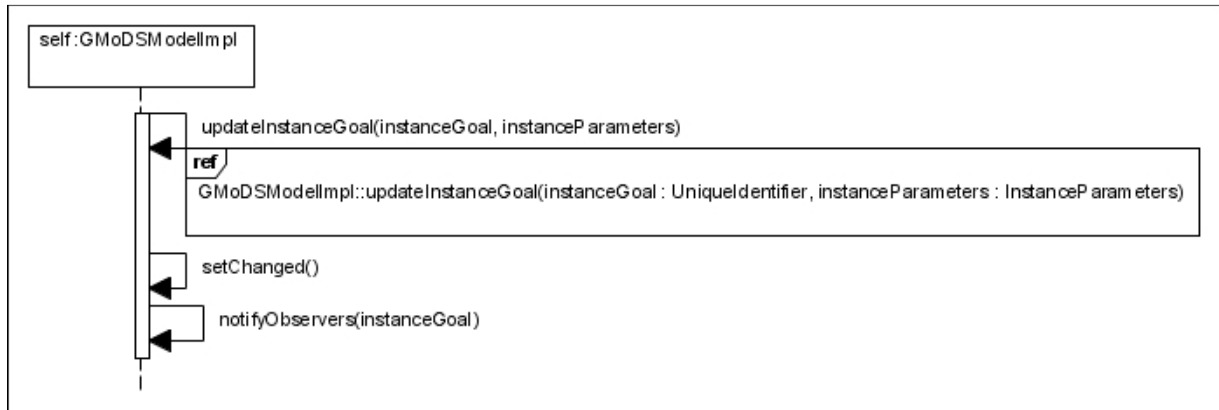 self:GMoDSModelImpl
updateInstanceGoal(instanceGoal, instanceParameters)
ref
GMoDSModelImpl::updateInstanceGoal(instanceGoal : UniqueIdentifier, instanceParameters : InstanceParameters)
setChanged()
notifyObservers(instanceGoal)